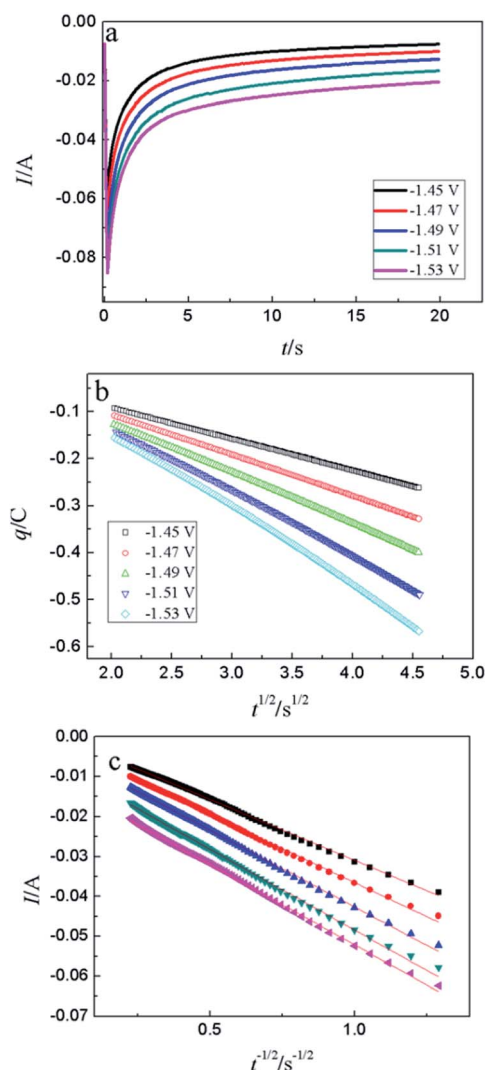 a
0.00
-0.02
-0.04
-0.06
-0.08
I/A
-1.45 V
-1.47 V
-1.49 V
-1.51 V
-1.53 V
0 5 10 15 20
t/s
b
-0.1
-0.2
-0.3
-0.4
-0.5
-0.6
q/C
-1.45 V
-1.47 V
-1.49 V
-1.51 V
-1.53 V
2.0 2.5 3.0 3.5 4.0 4.5 5.0
t^1/2/s^1/2
c
0.00
-0.01
-0.02
-0.03
-0.04
-0.05
-0.06
-0.07
I/A
0.5 1.0
t^-1/2/s^-1/2